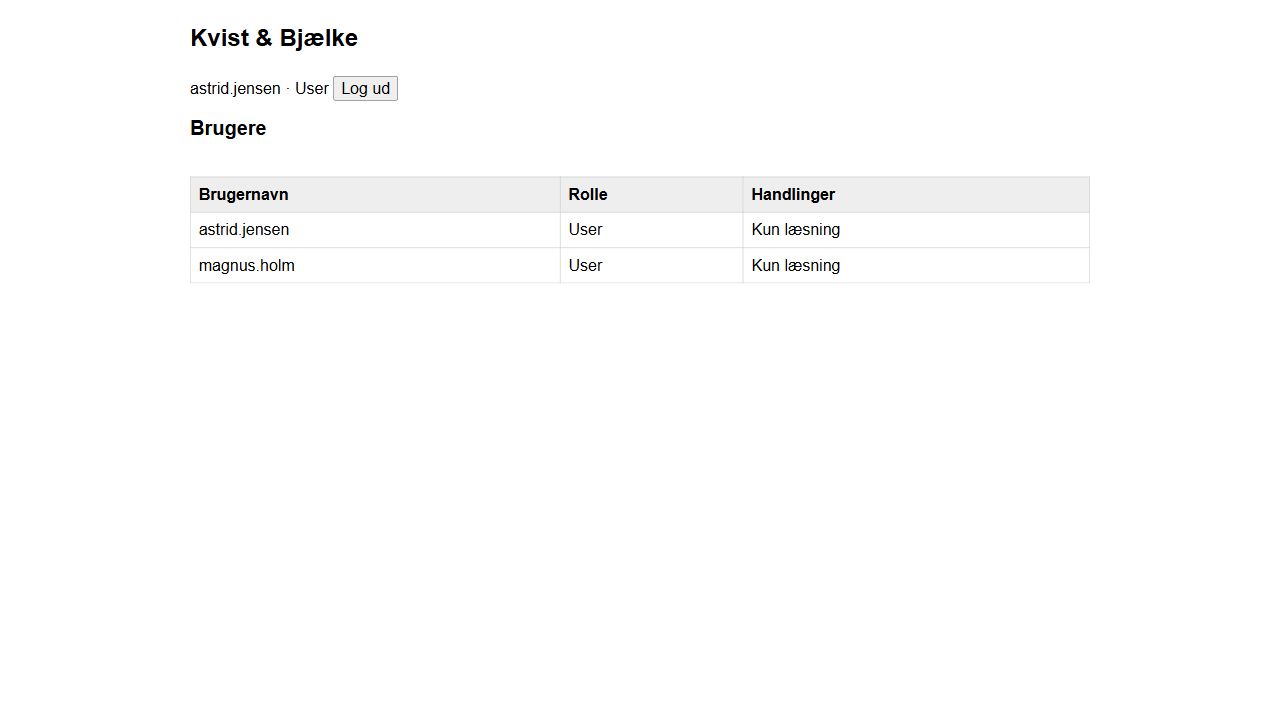 Kvist & Bjælke
astrid.jensen · User Log ud
Brugere
Brugernavn Rolle Handlinger
astrid.jensen User Kun læsning
magnus.holm User Kun læsning